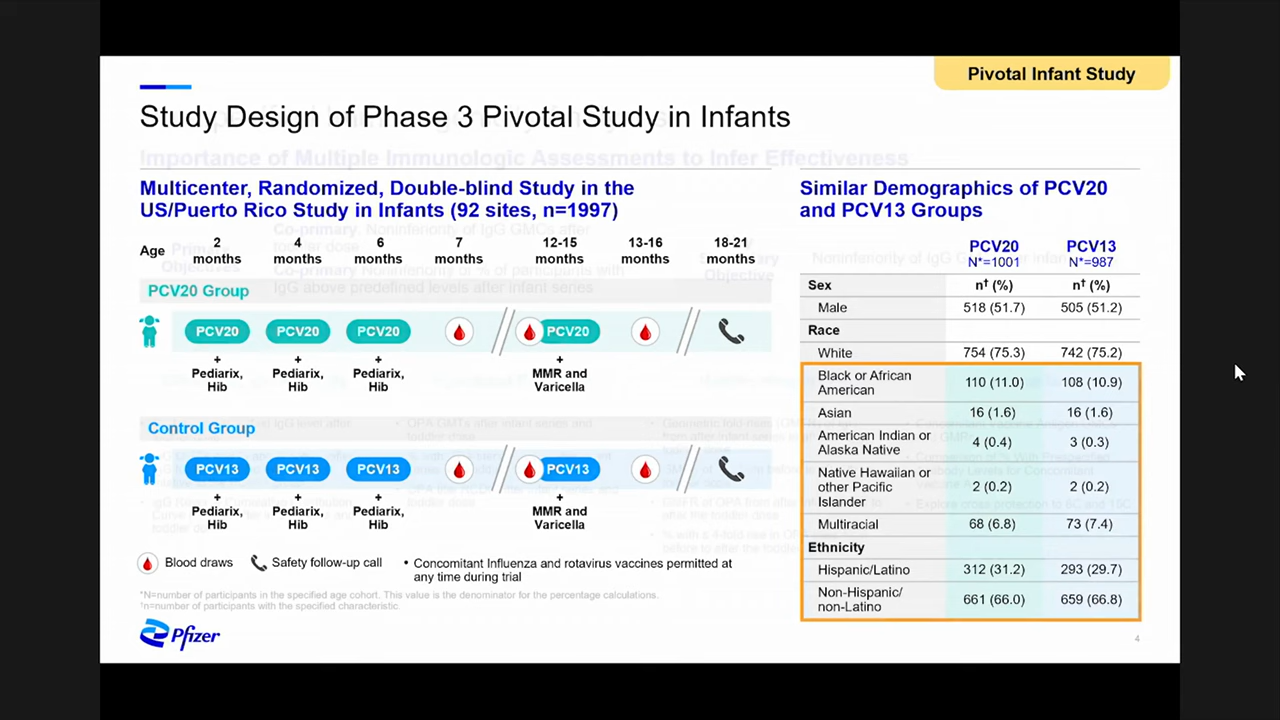 Pivotal Infant Study
Study Design of Phase 3 Pivotal Study in Infants
Importance of Multiple Immunologic Assessments to Infer Effectiveness
Multicenter, Randomized, Double-blind Study in the
US/Puerto Rico Study in Infants (92 sites, n=1997)
Age
2 months
4 months
6 months
7 months
12-15 months
13-16 months
18-21 months
PCV20 Group
PCV20 PCV20 PCV20 PCV20
+ + + +
Pediarix, Pediarix, Pediarix, MMR and
Hib Hib Hib Varicella
Control Group
PCV13 PCV13 PCV13 PCV13
+ + + +
Pediarix, Pediarix, Pediarix, MMR and
Hib Hib Hib Varicella
Blood draws
Safety follow-up call
• Concomitant Influenza and rotavirus vaccines permitted at
any time during trial
*N=number of participants in the specified age cohort. This value is the denominator for the percentage calculations.
†n=number of participants with the specified characteristic.
Pfizer
Similar Demographics of PCV20
and PCV13 Groups
PCV20 PCV13
N*=1001 N*=987
Sex n† (%) n† (%)
Male 518 (51.7) 505 (51.2)
Race
White 754 (75.3) 742 (75.2)
Black or African
American 110 (11.0) 108 (10.9)
Asian 16 (1.6) 16 (1.6)
American Indian or
Alaska Native 4 (0.4) 3 (0.3)
Native Hawaiian or
other Pacific
Islander 2 (0.2) 2 (0.2)
Multiracial 68 (6.8) 73 (7.4)
Ethnicity
Hispanic/Latino 312 (31.2) 293 (29.7)
Non-Hispanic/
non-Latino 661 (66.0) 659 (66.8)
4